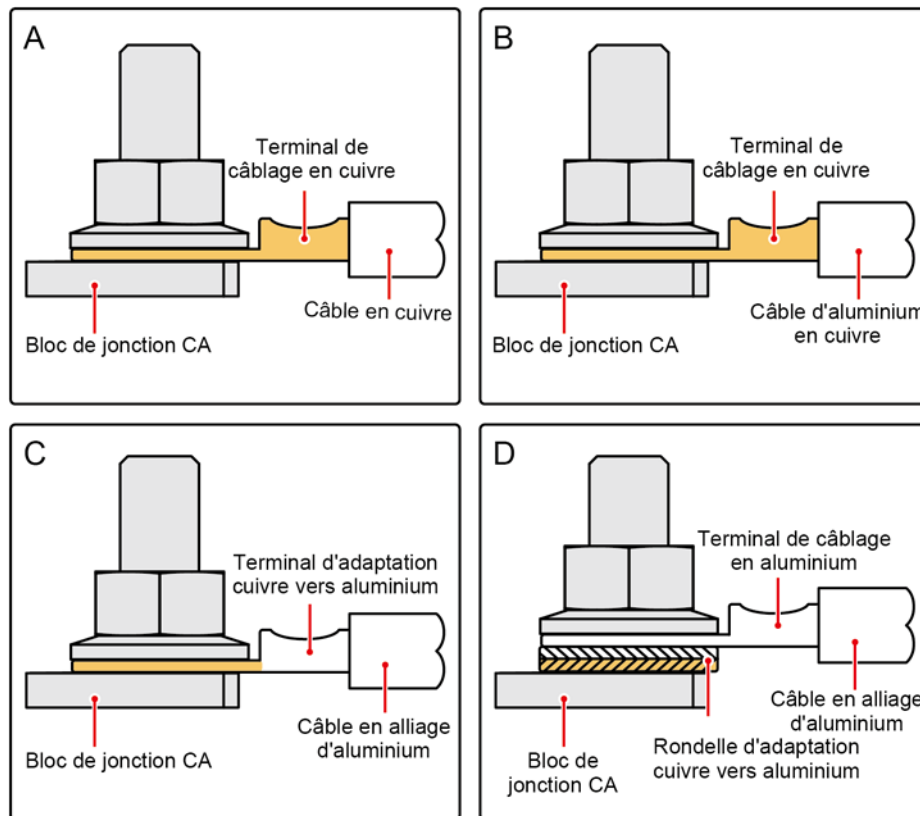 A
Terminal de
câblage en cuivre
Câble en cuivre
Bloc de jonction CA
B
Terminal de
câblage en cuivre
Câble d'aluminium
en cuivre
Bloc de jonction CA
C
Terminal d'adaptation
cuivre vers aluminium
Câble en alliage
d'aluminium
Bloc de jonction CA
D
Terminal de câblage
en aluminium
Câble en alliage
d'aluminium
Rondelle d'adaptation
cuivre vers aluminium
Bloc de
jonction CA